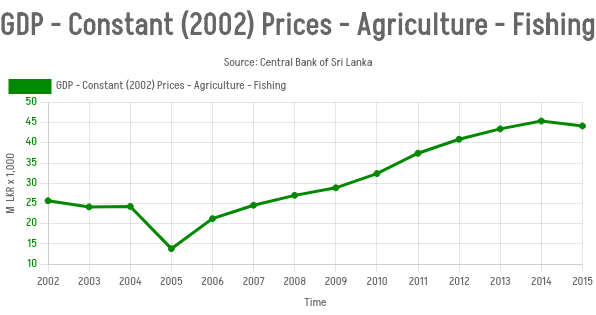 GDP - Constant (2002) Prices - Agriculture - Fishing
Source: Central Bank of Sri Lanka
GDP - Constant (2002) Prices - Agriculture - Fishing
M LKR x 1,000
50
45
40
35
30
25
20
15
10
2002 2003 2004 2005 2006 2007 2008 2009 2010 2011 2012 2013 2014 2015
Time